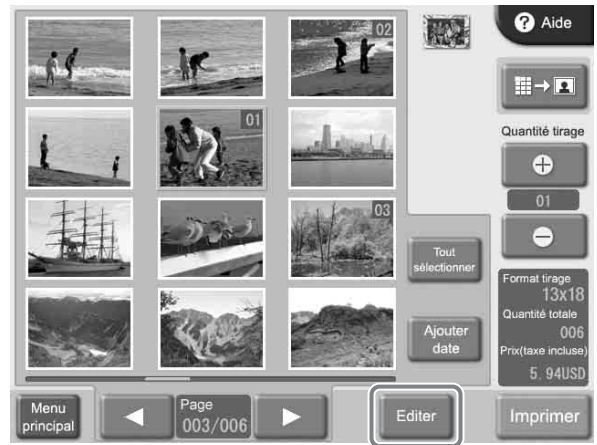 02
Aide
Quantité tirage
01
01
03
Tout
sélectionner
Format tirage
13x18
Quantité totale
006
Prix(taxe incluse)
5.94USD
Ajouter
date
Menu
principal
Page
003/006
Editer
Imprimer